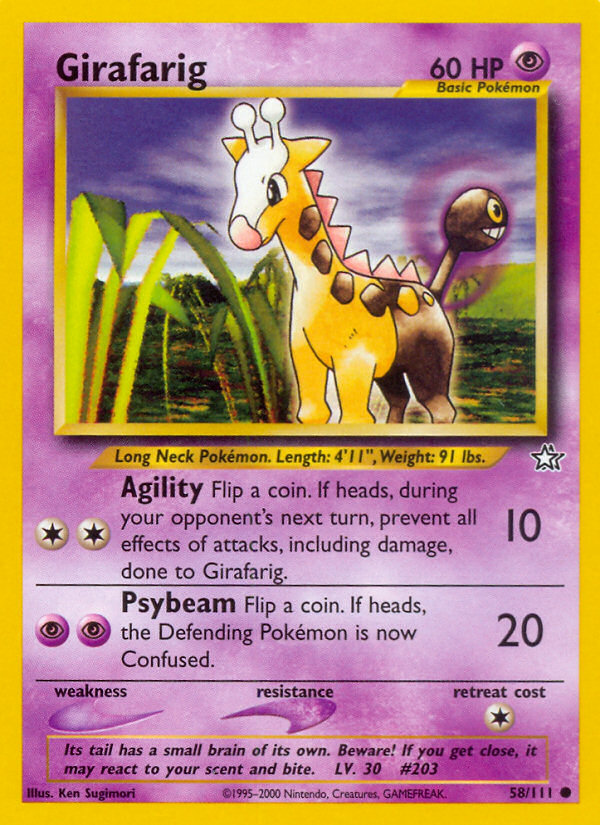 Girafarig
60 HP
Basic Pokémon
Long Neck Pokémon. Length: 4'11", Weight: 91 lbs.
Agility Flip a coin. If heads, during
your opponent's next turn, prevent all
effects of attacks, including damage,
done to Girafarig.
10
Psybeam Flip a coin. If heads,
the Defending Pokémon is now
Confused.
20
weakness
resistance
retreat cost
Its tail has a small brain of its own. Beware! If you get close, it
may react to your scent and bite. LV. 30 #203
Illus. Ken Sugimori
©1995-2000 Nintendo, Creatures, GAMEFREAK.
58/111